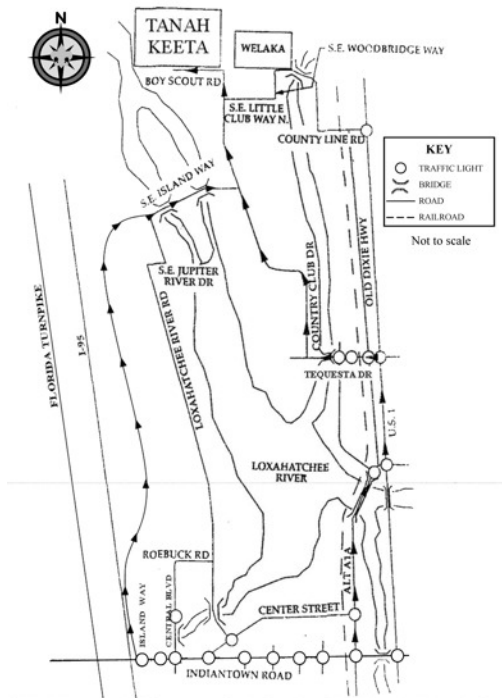 N
TANAH
KEETA
WELAKA
S.E. WOODBRIDGE WAY
BOY SCOUT RD
S.E. LITTLE
CLUB WAY N.
COUNTY LINE RD
KEY
TRAFFIC LIGHT
BRIDGE
ROAD
RAILROAD
Not to scale
S.E. ISLAND WAY
S.E. JUPITER
RIVER DR
COUNTRY CLUB DR
OLD DIXIE HWY
FLORIDA TURNPIKE
I-95
LOXAHATCHEE RIVER RD
TEQUESTA DR
U.S. 1
LOXAHATCHEE
RIVER
ROEBUCK RD
ISLAND WAY
CENTRAL BLVD
CENTER STREET
ALT A1A
INDIANTOWN ROAD